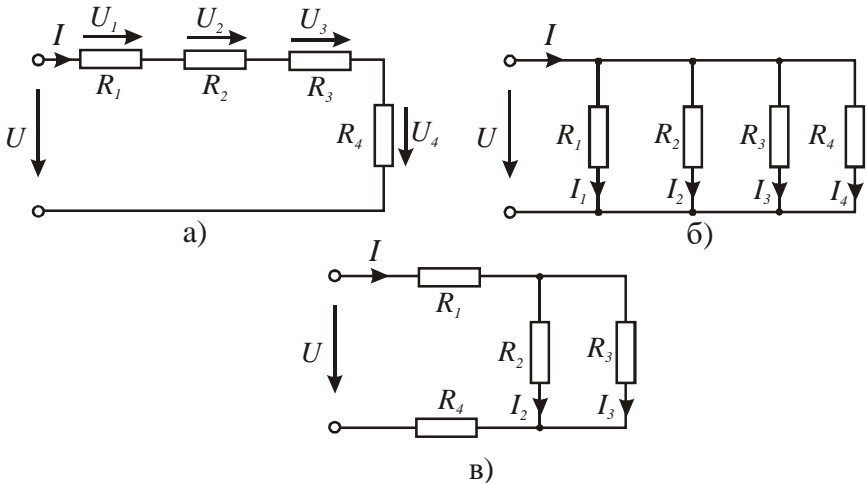 I U₁ U₂ U₃
R₁ R₂ R₃
U R₄ U₄
а)
I
U R₁ R₂ R₃ R₄
I₁ I₂ I₃ I₄
б)
I
R₁
U R₂ R₃
R₄ I₂ I₃
в)